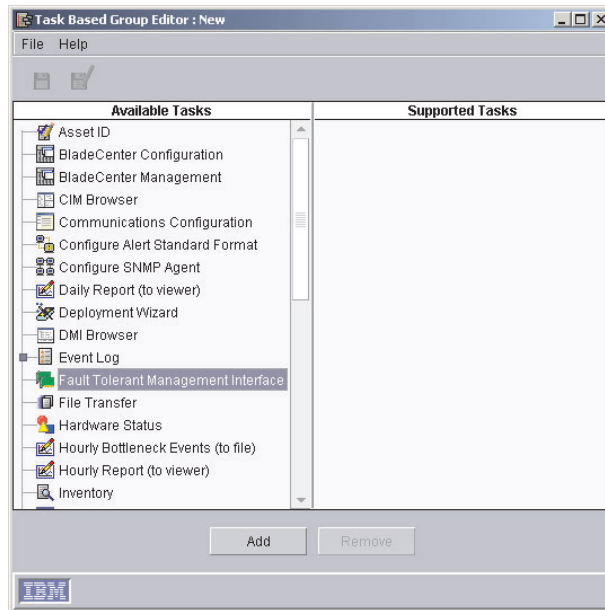 Task Based Group Editor : New
File Help
Available Tasks Supported Tasks
Asset ID
BladeCenter Configuration
BladeCenter Management
CIM Browser
Communications Configuration
Configure Alert Standard Format
Configure SNMP Agent
Daily Report (to viewer)
Deployment Wizard
DMI Browser
Event Log
Fault Tolerant Management Interface
File Transfer
Hardware Status
Hourly Bottleneck Events (to file)
Hourly Report (to viewer)
Inventory
Add Remove
IBM